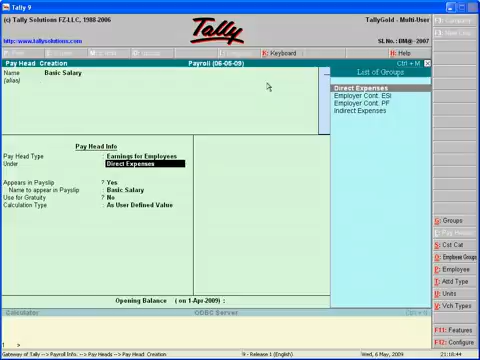 Tally 9
(c) Tally Solutions FZ-LLC, 1988-2006
TallyGold - Multi-User
Tally
http://www.tallysolutions.com
SL.No.: DM@-2007
K: Keyboard
H: Help
Pay Head Creation
Payroll (06-05-09)
Ctrl + M
Name
Basic Salary
(alias)
List of Groups
Direct Expenses
Employer Cont. ESI
Employer Cont. PF
Indirect Expenses
Pay Head Info
Pay Head Type : Earnings for Employees
Under : Direct Expenses
Appears in Payslip ? Yes
Name to appear in Payslip : Basic Salary
Use for Gratuity ? No
Calculation Type : As User Defined Value
Opening Balance ( on 1-Apr-2009) :
G: Groups
Pay Heads
S: Cst Cat
Employee Groups
E: Employee
T: Attd Type
U: Units
V: Vch Types
F11: Features
F12: Configure
Calculator
ODBC Server
1 >
Gateway of Tally --> Payroll Info. --> Pay Heads --> Pay Head Creation
9 - Release 1 (English)
Wed, 6 May, 2009
21:18:44